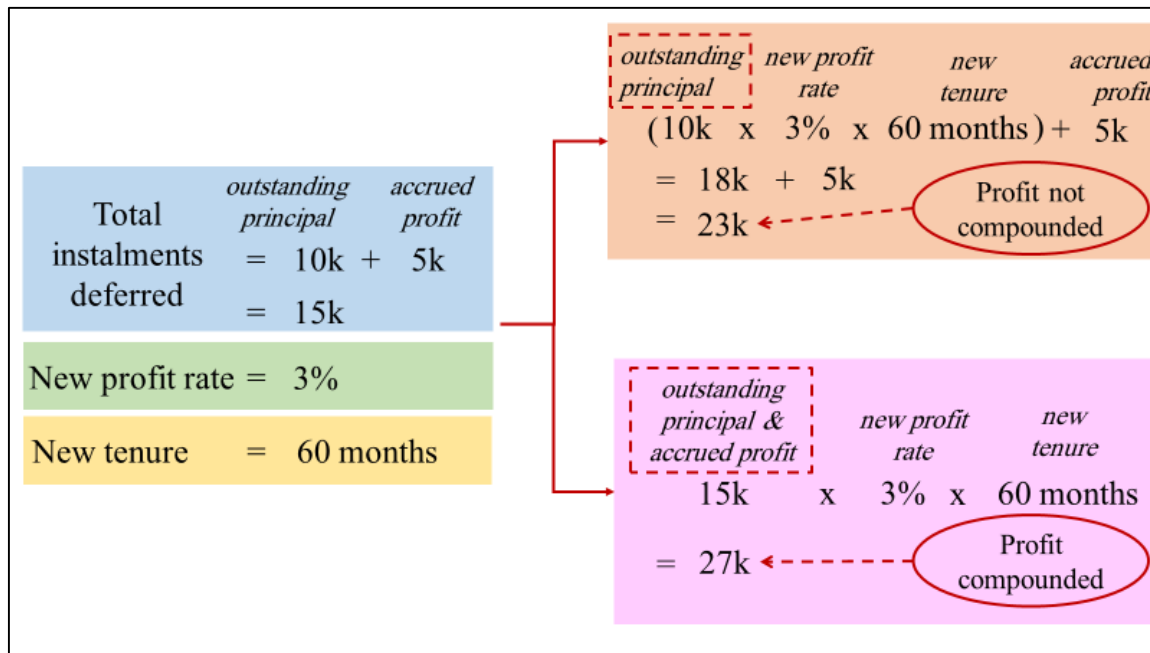 Total
instalments
deferred
outstanding accrued
principal profit
= 10k + 5k
= 15k
New profit rate = 3%
New tenure = 60 months
outstanding new profit new accrued
principal rate tenure profit
(10k x 3% x 60 months) + 5k
= 18k + 5k
= 23k
Profit not
compounded
outstanding
principal & new profit new
accrued profit rate tenure
15k x 3% x 60 months
= 27k
Profit
compounded